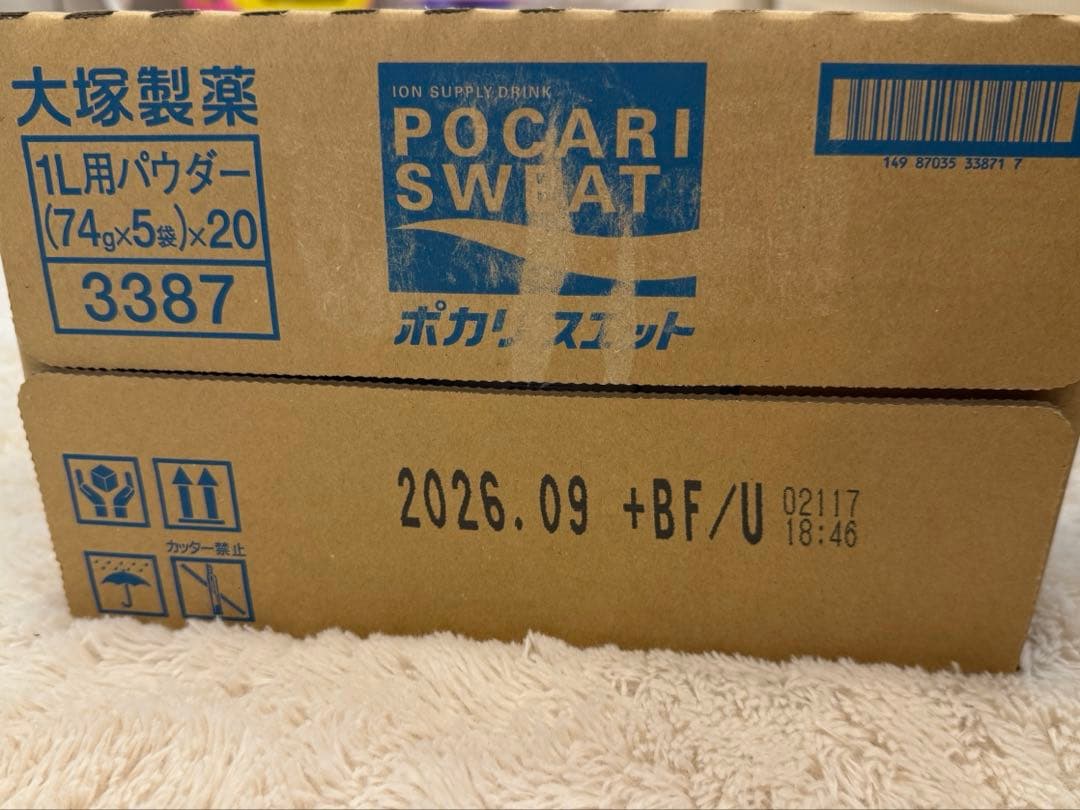 大塚製薬
1L用パウダー
(74g×5袋)×20
3387
ION SUPPLY DRINK
POCARI
SWEAT
ポカリスエット
149 87035 33871 7
カッター禁止
2026.09 +BF/U
02117
18:46